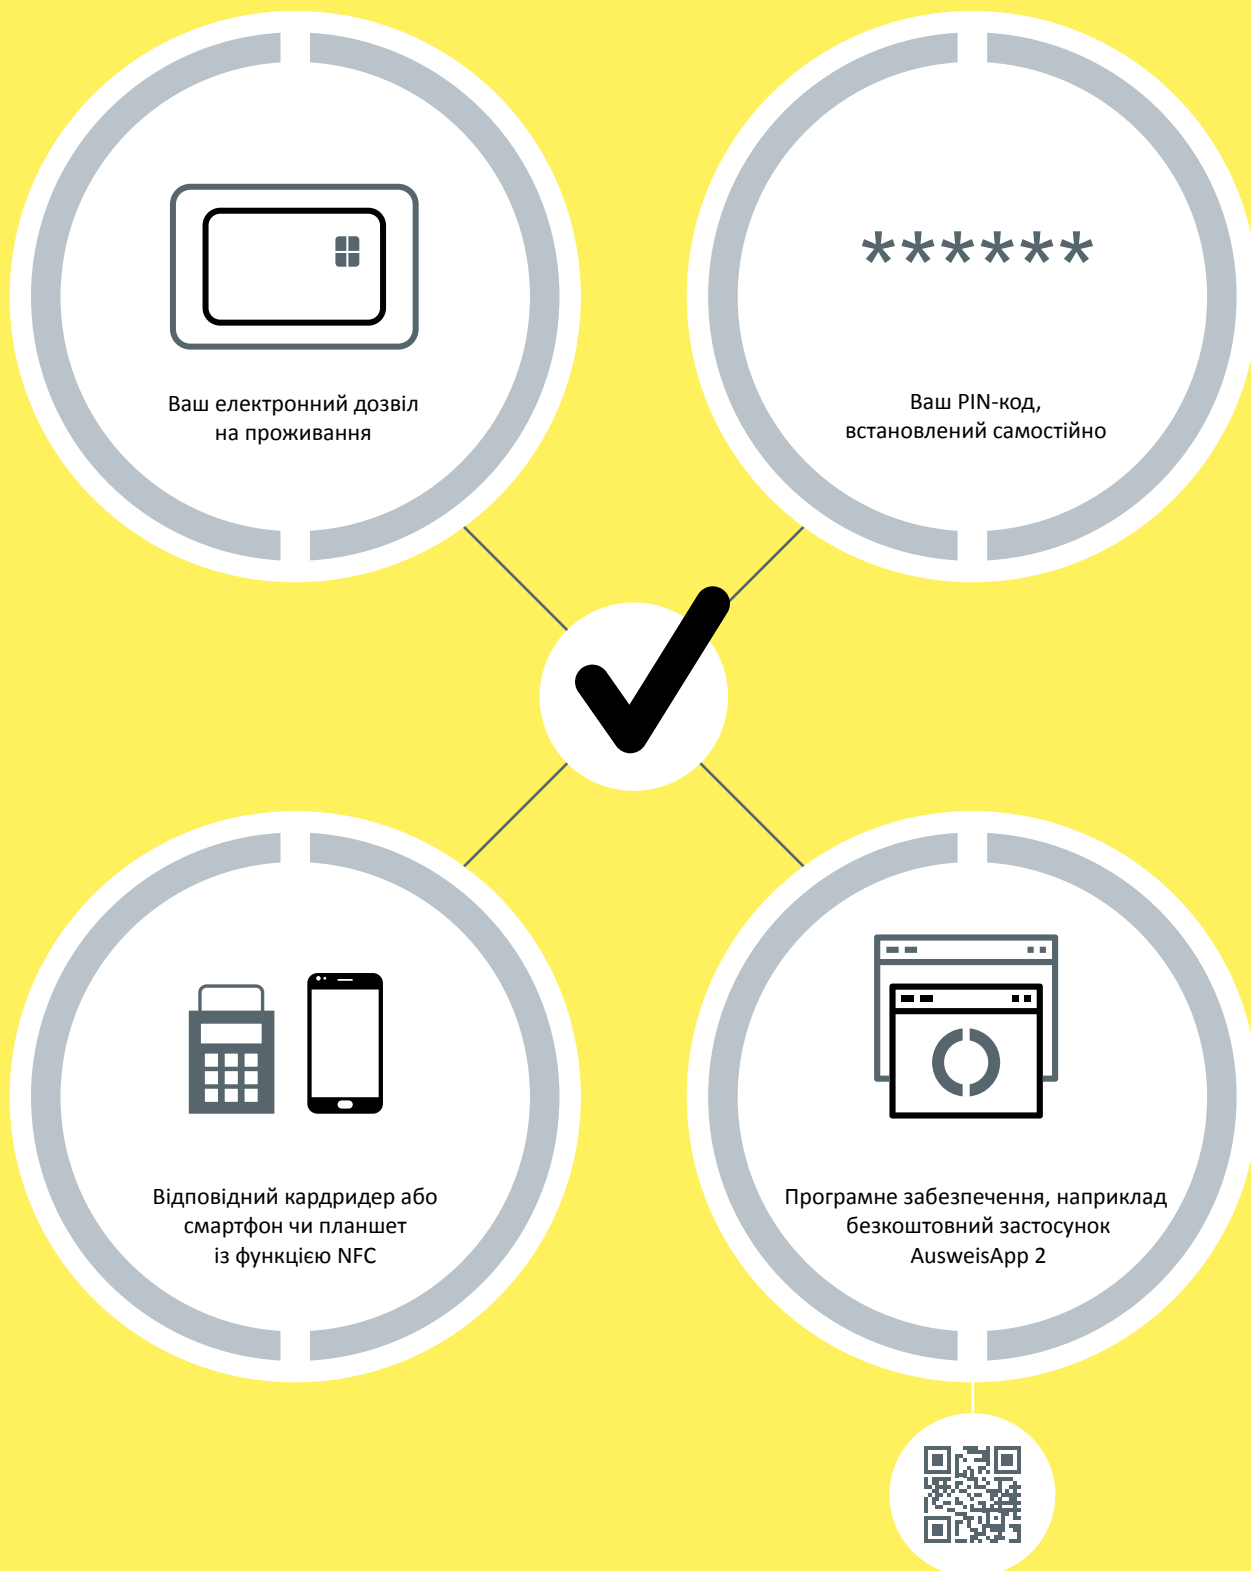 ******
Ваш електронний дозвіл
на проживання
Ваш PIN-код,
встановлений самостійно
Відповідний кардридер або
смартфон чи планшет
із функцією NFC
Програмне забезпечення, наприклад
безкоштовний застосунок
AusweisApp 2